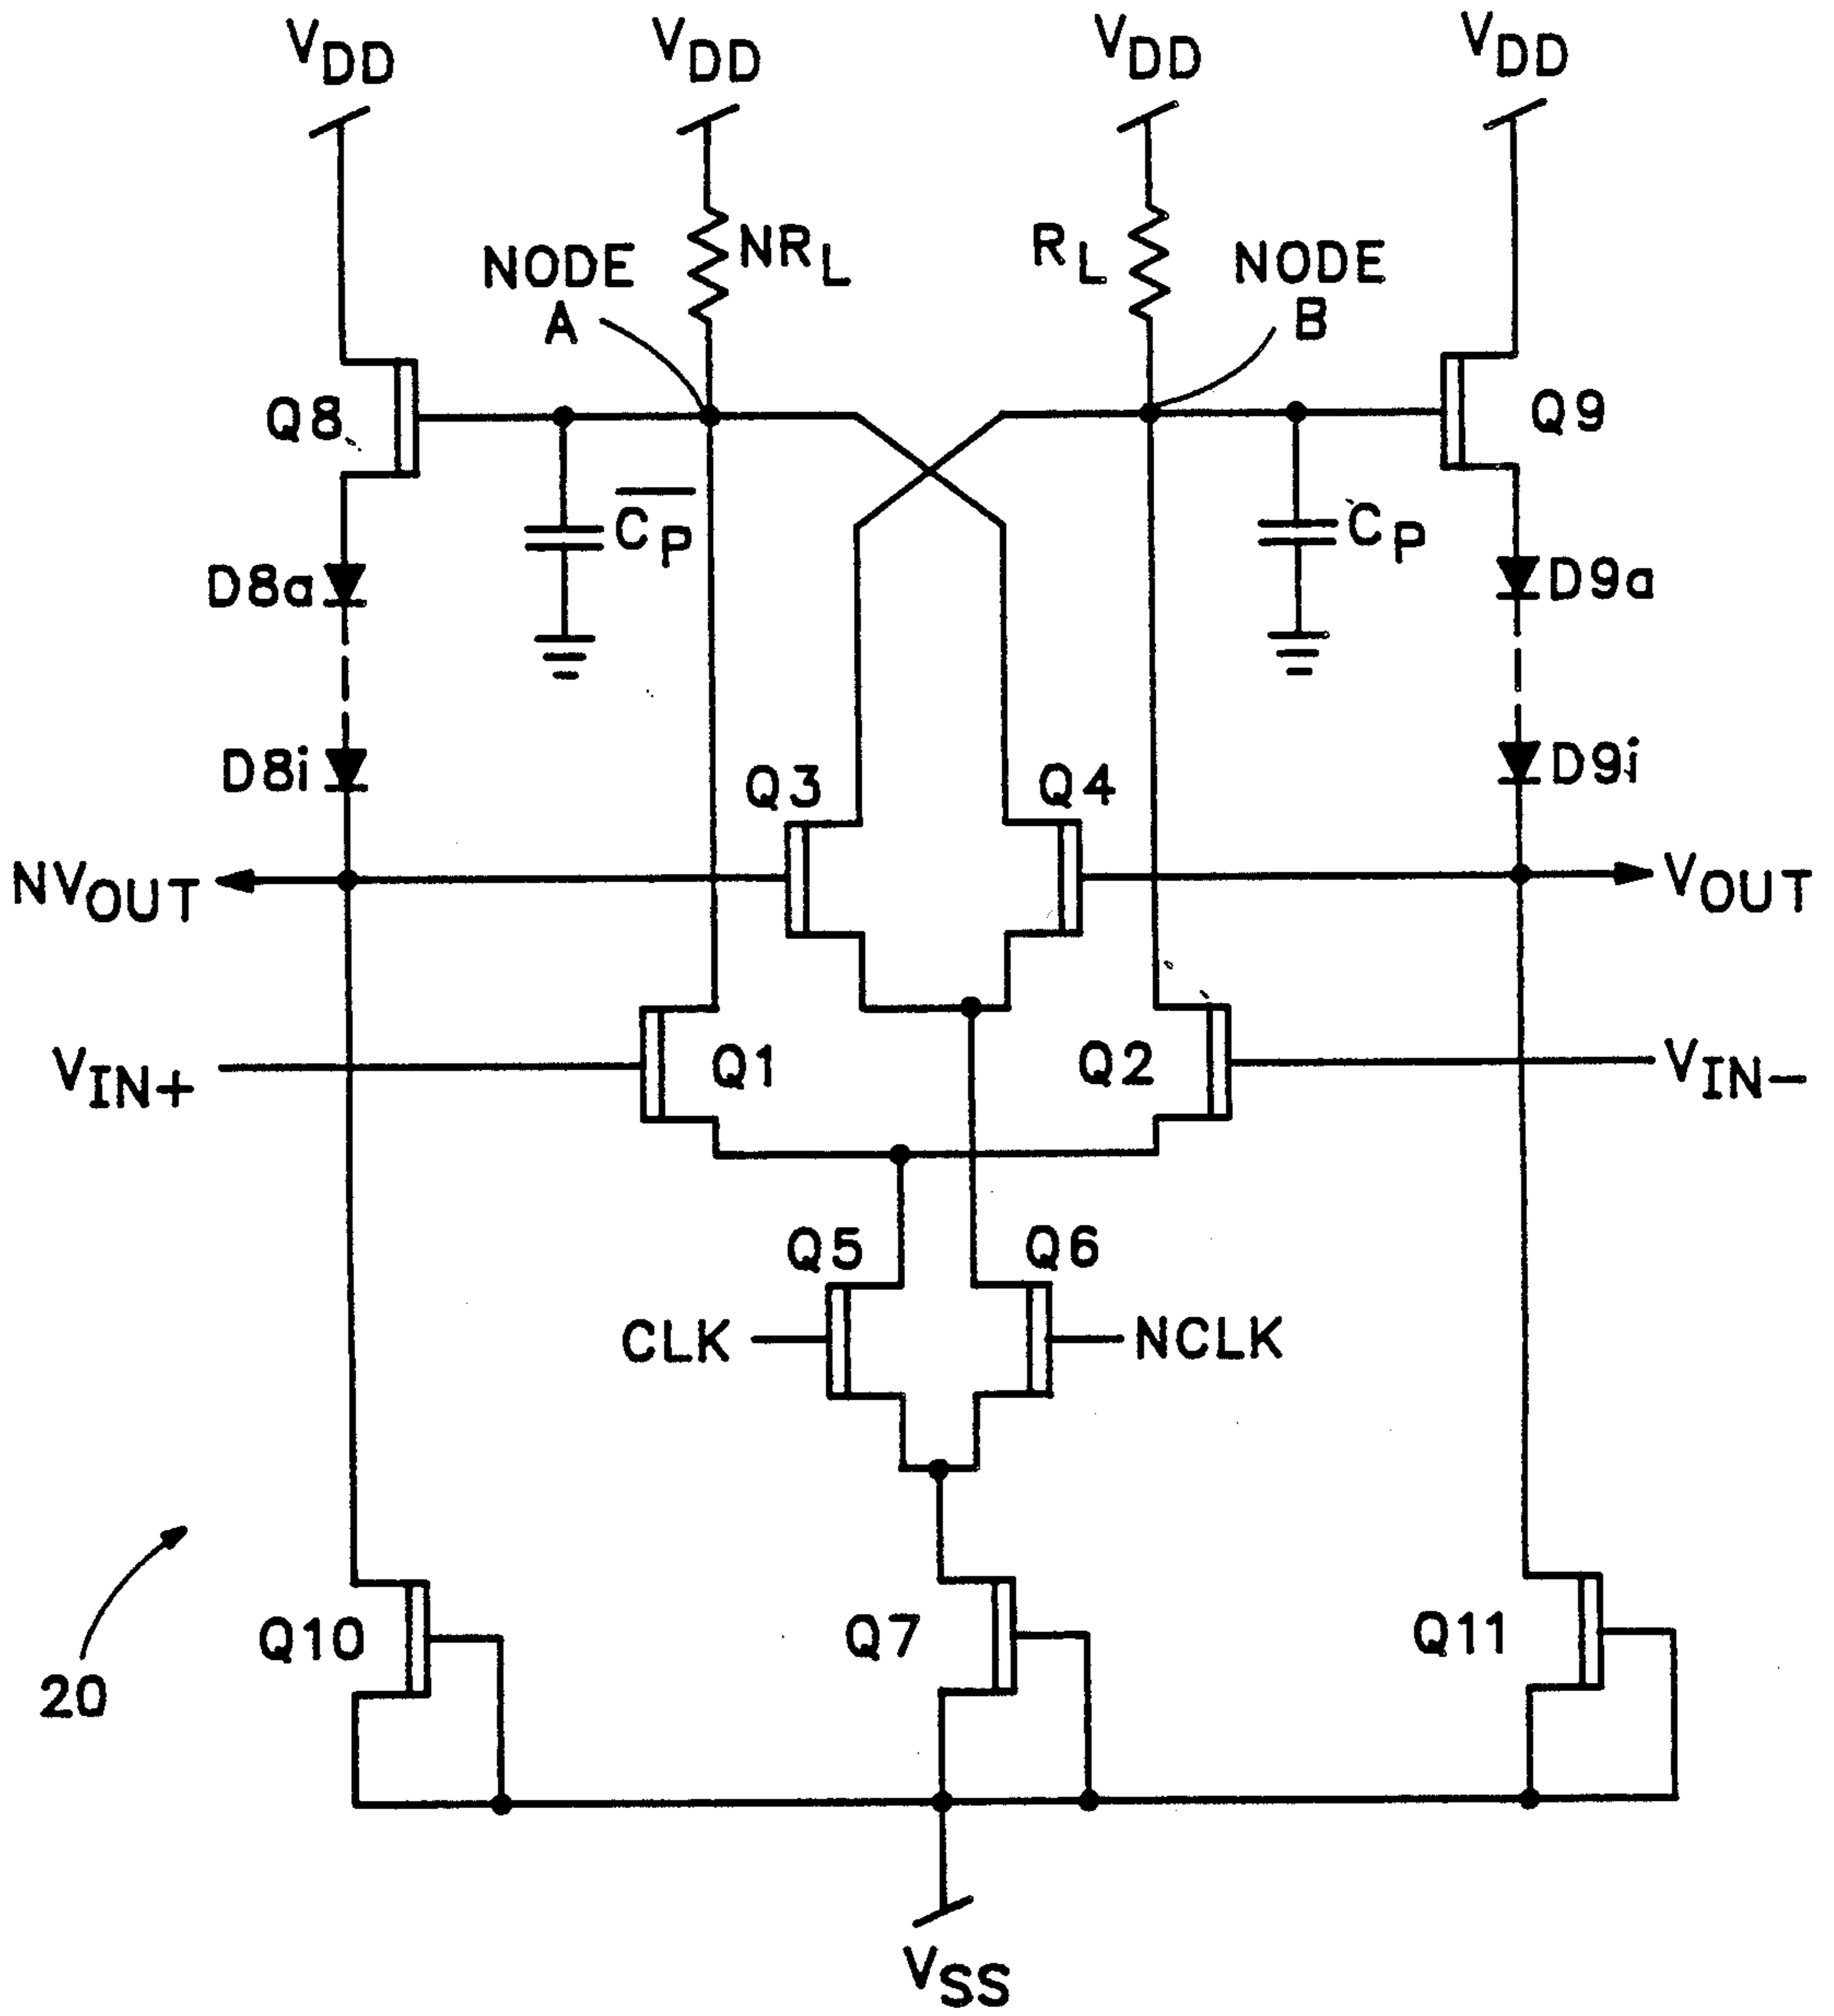 VDD VDD VDD VDD
NODE A
NRL
RL
NODE B
Q8
Q9
CP
CP
D8a
D9a
D8i
D9i
Q3
Q4
NVOUT
VOUT
VIN+
Q1
Q2
VIN-
Q5
Q6
CLK
NCLK
Q10
Q7
Q11
20
VSS